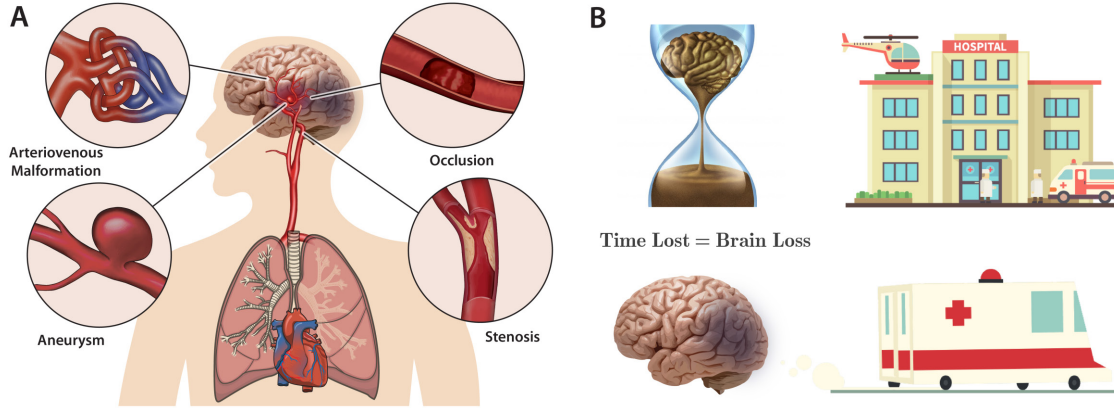 A
Arteriovenous
Malformation
Occlusion
Aneurysm
Stenosis
B
HOSPITAL
Time Lost = Brain Loss